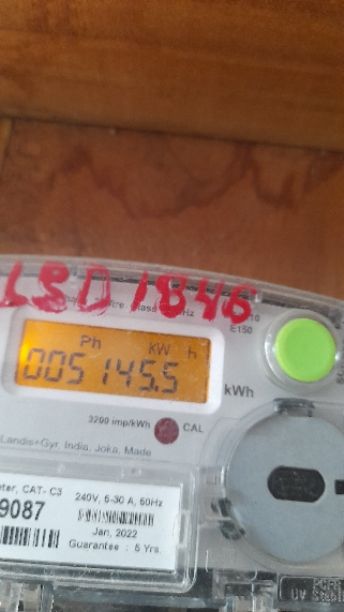 LSD 1846
E150
Ph KW h
005145.5
kWh
3200 imp/kWh CAL
Landis+Gyr, India, Joka, Made
eter, CAT- C3
240V, 5-30 A, 50Hz
9087
Jan, 2022
Guarantee : 5 Yrs.